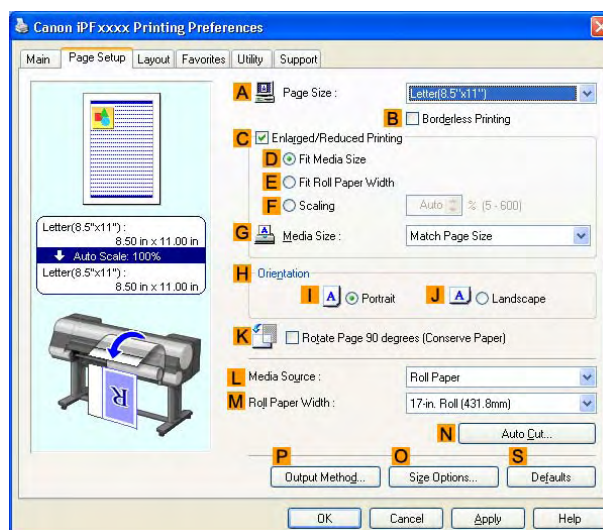 Canon iPFxxxx Printing Preferences
Main Page Setup Layout Favorites Utility Support
A Page Size : Letter(8.5"x11")
B Borderless Printing
C Enlarged/Reduced Printing
D Fit Media Size
E Fit Roll Paper Width
F Scaling Auto % (5 - 600)
Letter(8.5"x11") :
8.50 in x 11.00 in
Auto Scale: 100%
Letter(8.5"x11") :
8.50 in x 11.00 in
G A Media Size : Match Page Size
H Orientation
I A Portrait J A Landscape
K Rotate Page 90 degrees (Conserve Paper)
R
L Media Source : Roll Paper
M Roll Paper Width : 17-in. Roll (431.8mm)
N Auto Cut...
P O S
Output Method... Size Options... Defaults
OK Cancel Apply Help